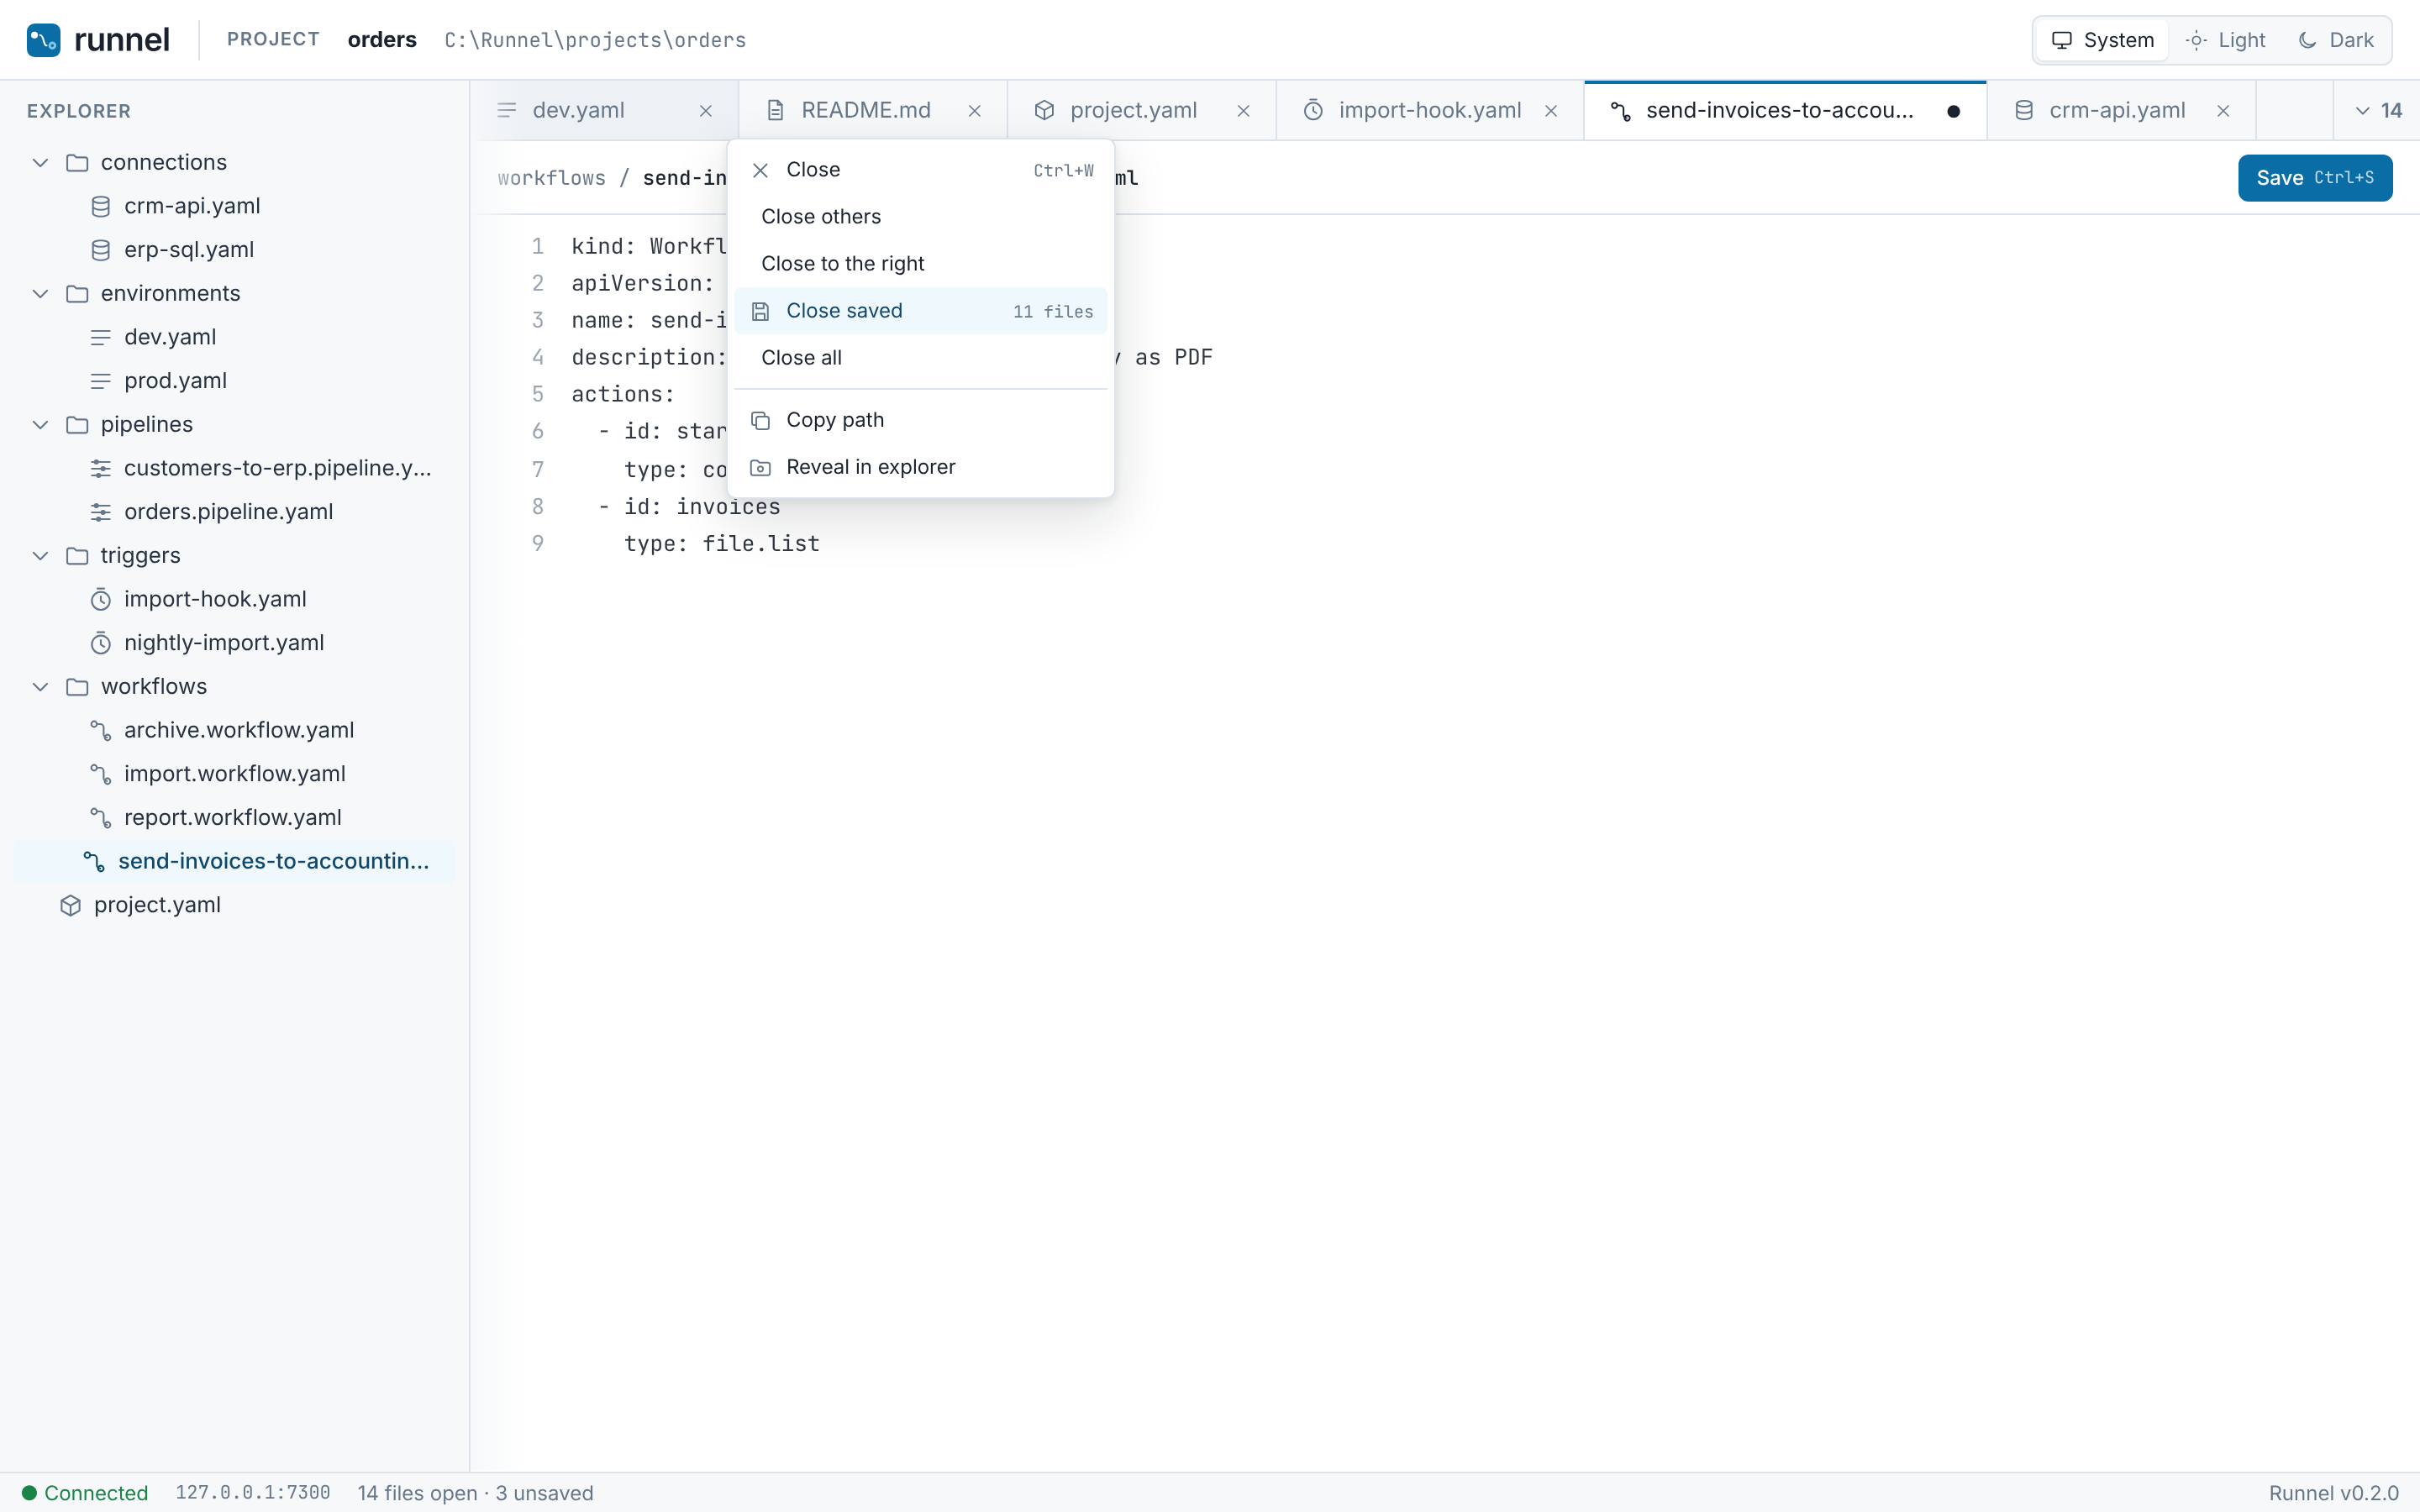 runnel PROJECT orders C:\Runnel\projects\orders System Light Dark
EXPLORER
connections
crm-api.yaml
erp-sql.yaml
environments
dev.yaml
prod.yaml
pipelines
customers-to-erp.pipeline.y...
orders.pipeline.yaml
triggers
import-hook.yaml
nightly-import.yaml
workflows
archive.workflow.yaml
import.workflow.yaml
report.workflow.yaml
send-invoices-to-accountin...
project.yaml
dev.yaml README.md project.yaml import-hook.yaml send-invoices-to-accou... crm-api.yaml 14
workflows / send-in ml Save Ctrl+S
Close Ctrl+W
Close others
Close to the right
Close saved 11 files
Close all
Copy path
Reveal in explorer
1 kind: Workfl
2 apiVersion:
3 name: send-i
4 description: as PDF
5 actions:
6 - id: star
7 type: co
8 - id: invoices
9 type: file.list
Connected 127.0.0.1:7300 14 files open · 3 unsaved Runnel v0.2.0